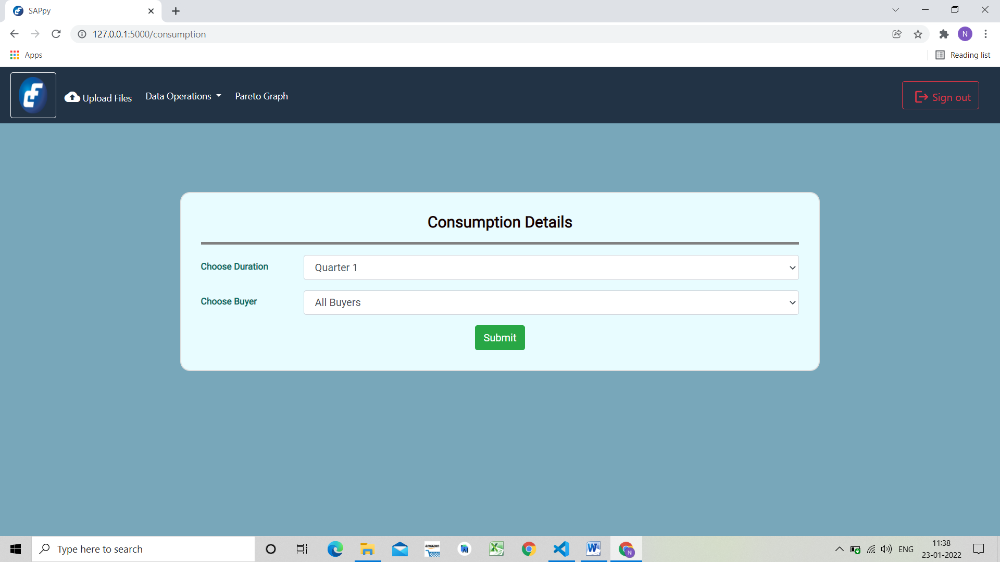 SAPpy
127.0.0.1:5000/consumption
N
Apps
Reading list
Upload Files
Data Operations
Pareto Graph
Sign out
Consumption Details
Choose Duration
Quarter 1
Choose Buyer
All Buyers
Submit
Type here to search
amazon
N
ENG
11:38
23-01-2022